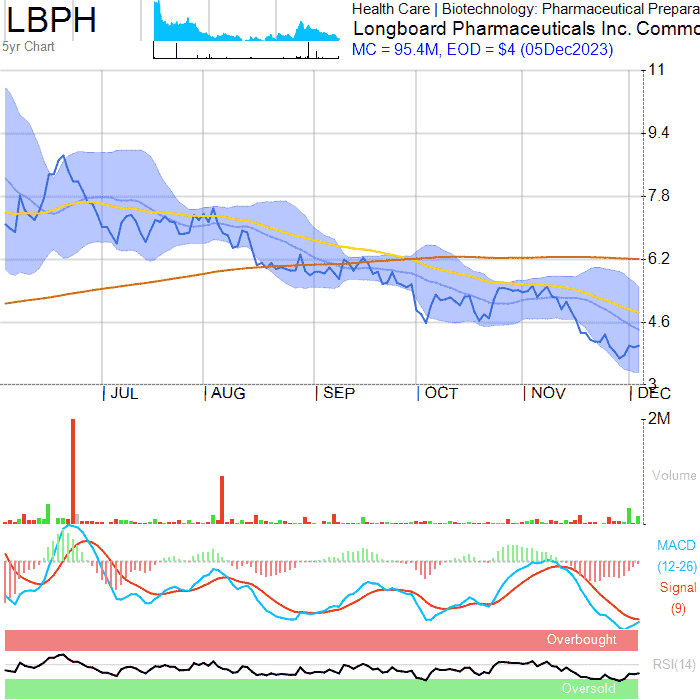 LBPH
5yr Chart
Health Care | Biotechnology: Pharmaceutical Prepara
Longboard Pharmaceuticals Inc. Commo
MC = 95.4M, EOD = $4 (05Dec2023)
11
9.4
7.8
6.2
4.6
3
JUL AUG SEP OCT NOV DEC
2M
Volume
MACD
(12-26)
Signal
(9)
Overbought
RSI(14)
Oversold